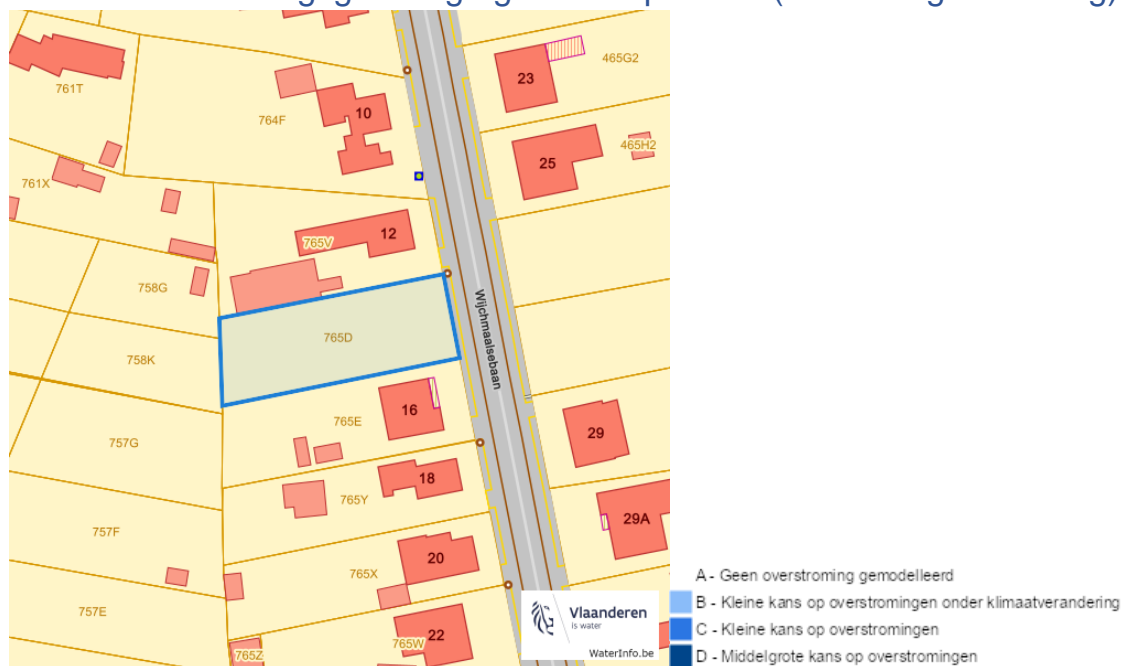 761T
764F
10
23
465G2
25
465H2
761X
765V
12
758G
765D
Wijchmaalsebaan
758K
16
765E
29
757G
18
765Y
29A
757F
20
765X
757E
22
765W
765Z
Vlaanderen
is water
WaterInfo.be
A - Geen overstroming gemodelleerd
B - Kleine kans op overstromingen onder klimaatverandering
C - Kleine kans op overstromingen
D - Middelgrote kans op overstromingen